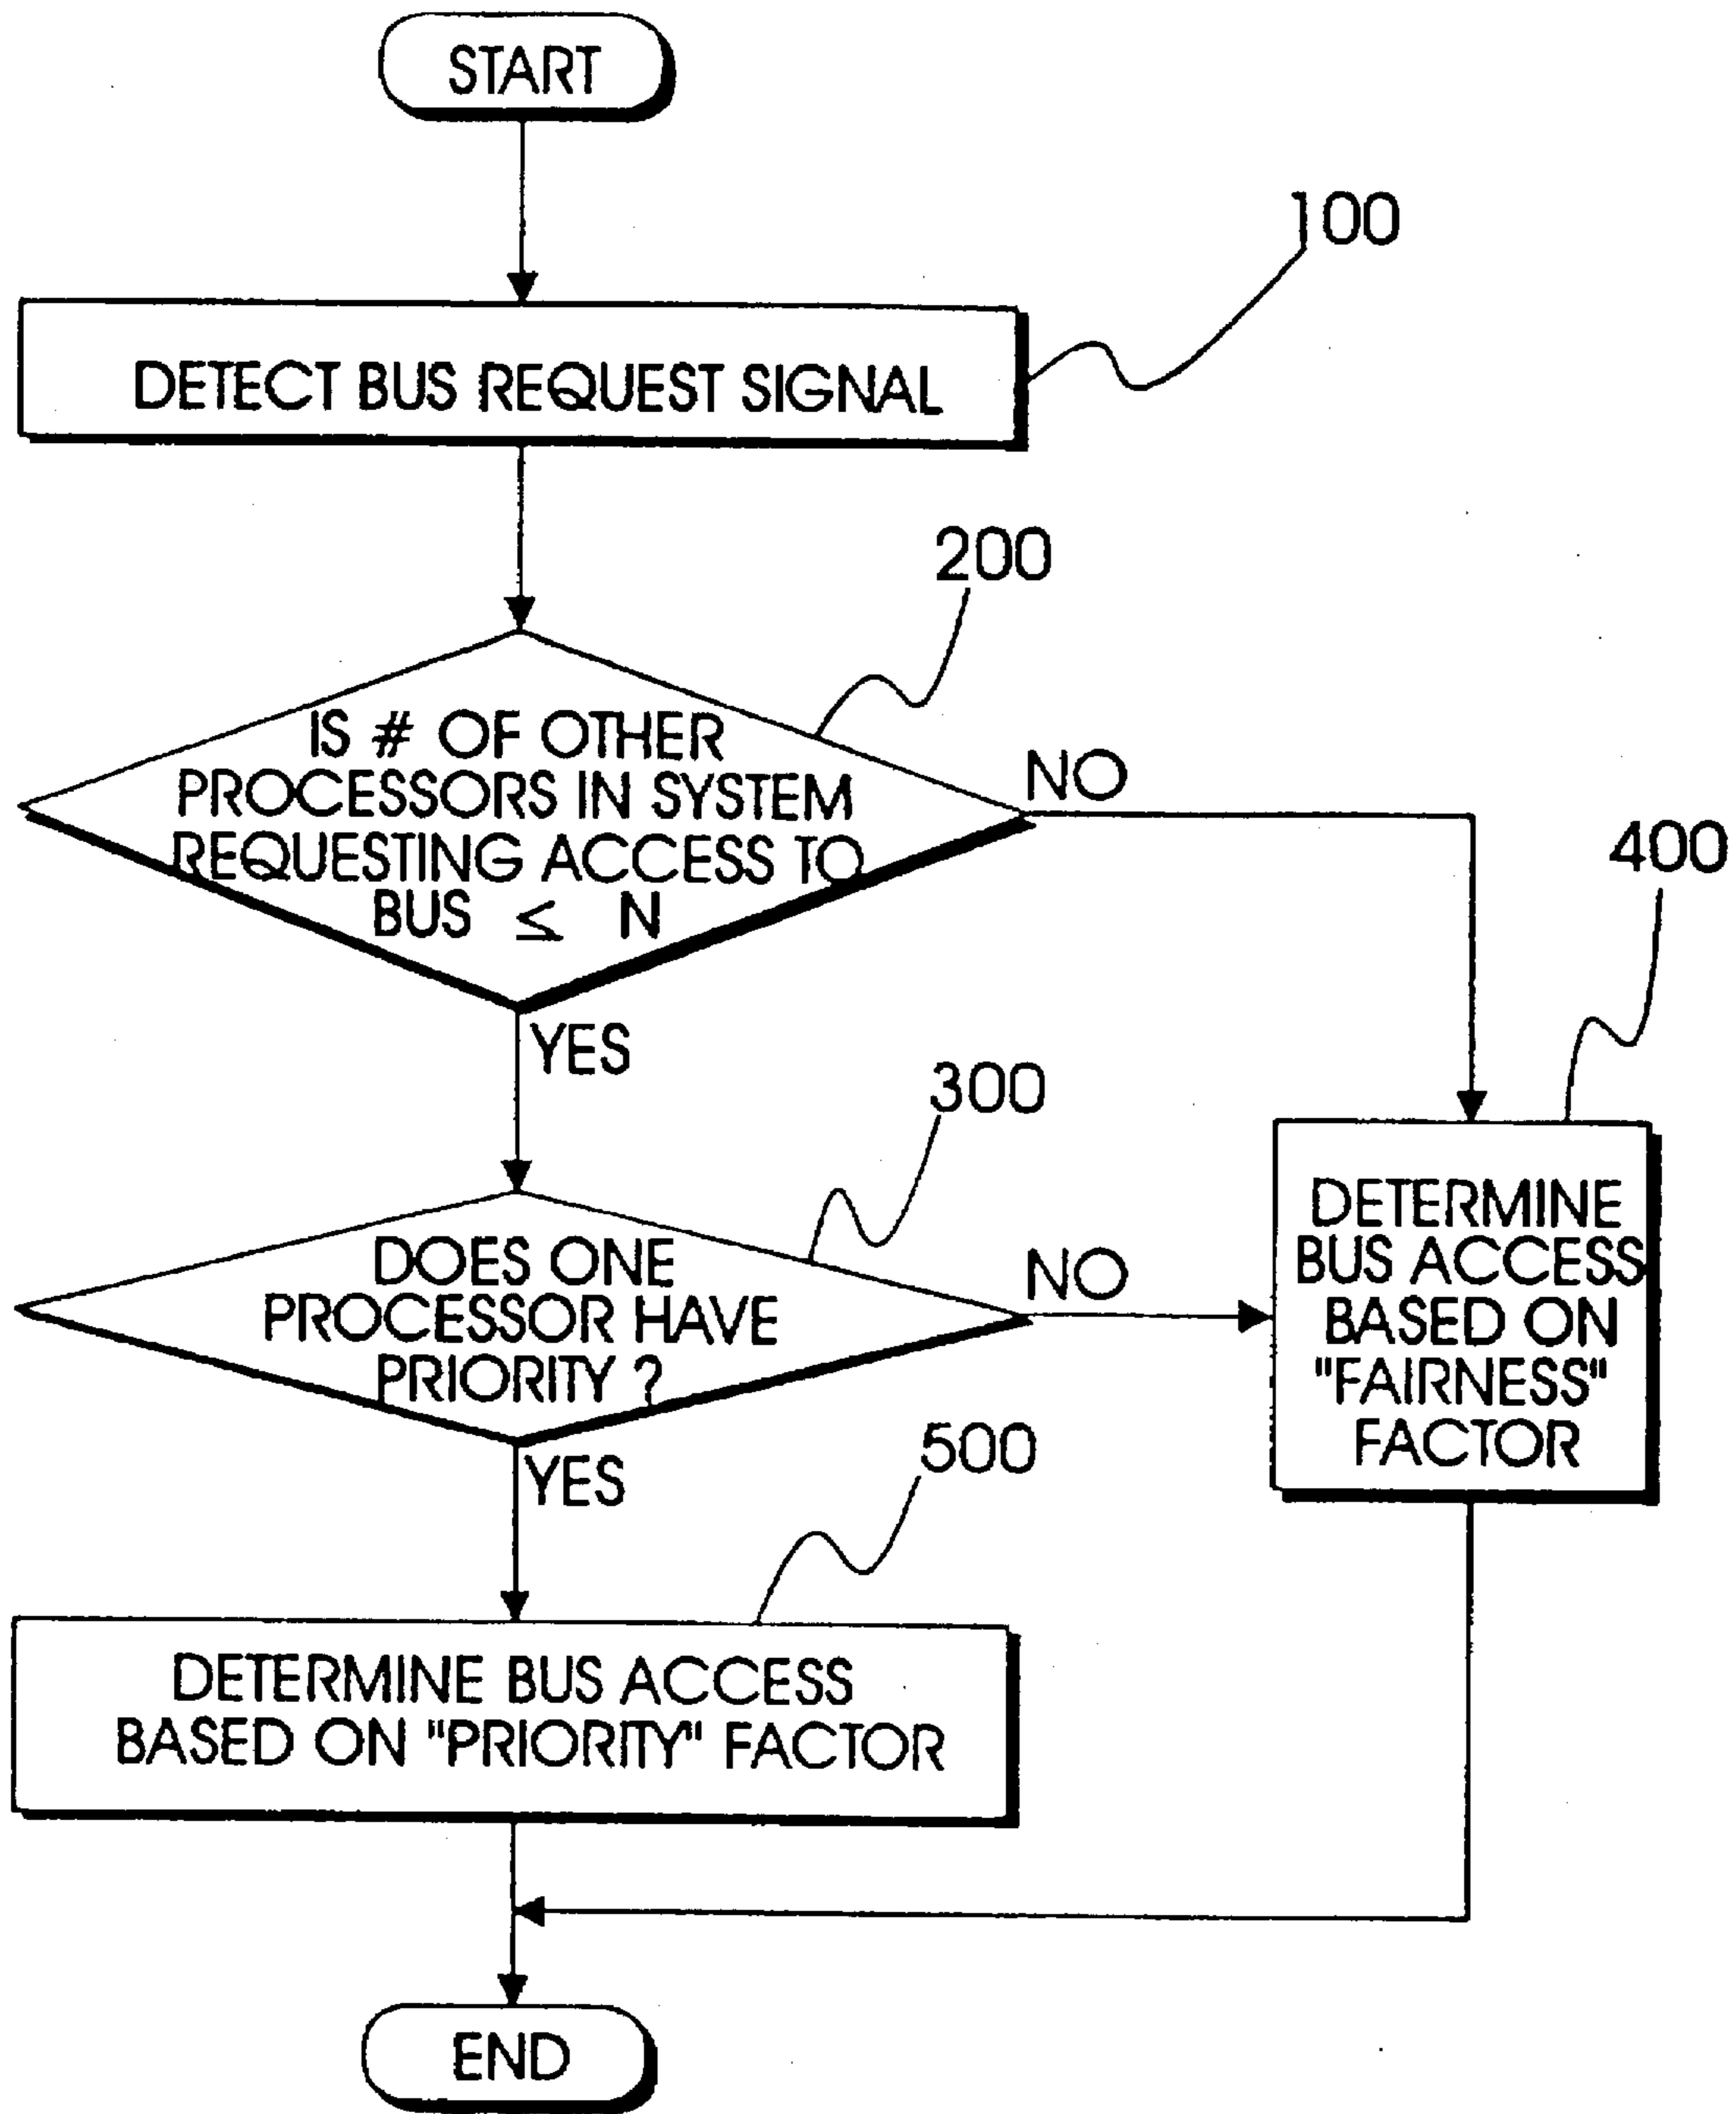 START
100
DETECT BUS REQUEST SIGNAL
200
IS # OF OTHER
PROCESSORS IN SYSTEM
REQUESTING ACCESS TO
BUS ≤ N
NO
YES
400
300
DOES ONE
PROCESSOR HAVE
PRIORITY ?
NO
YES
DETERMINE
BUS ACCESS
BASED ON
"FAIRNESS"
FACTOR
500
DETERMINE BUS ACCESS
BASED ON "PRIORITY" FACTOR
END